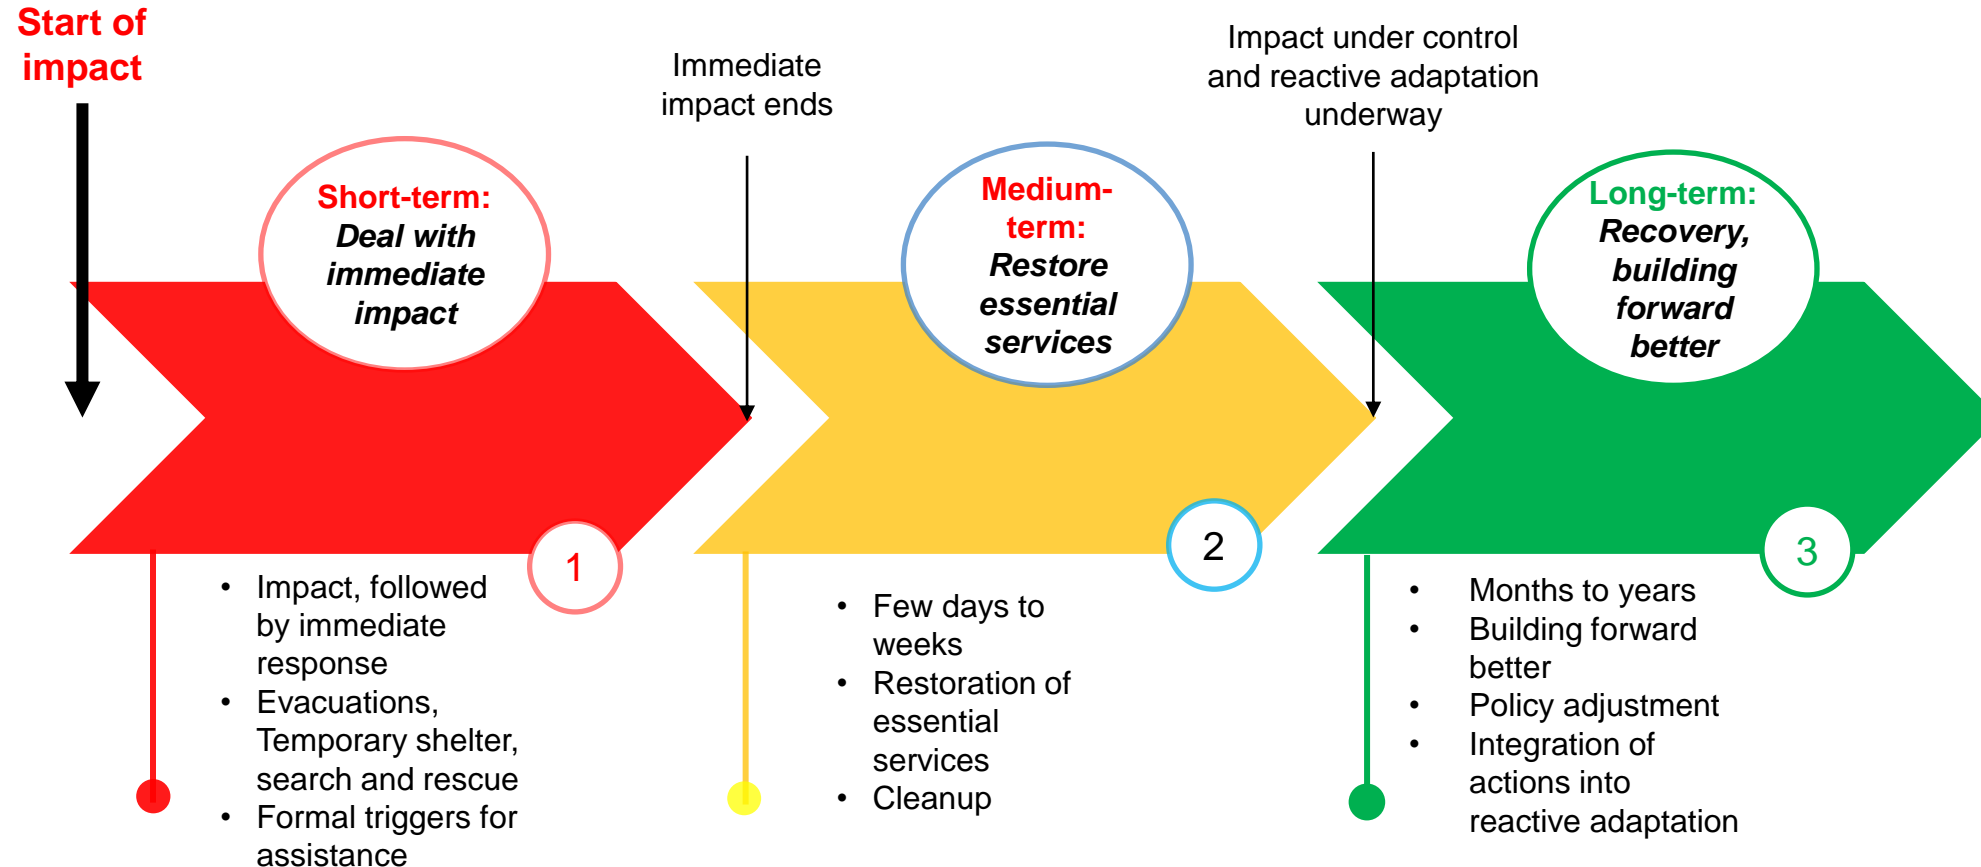 Start of
impact
Immediate
impact ends
Impact under control
and reactive adaptation
underway
Short-term:
Deal with
immediate
impact
Medium-
term:
Restore
essential
services
Long-term:
Recovery,
building
forward
better
1
• Impact, followed
by immediate
response
• Evacuations,
Temporary shelter,
search and rescue
• Formal triggers for
assistance
2
• Few days to
weeks
• Restoration of
essential
services
• Cleanup
3
• Months to years
• Building forward
better
• Policy adjustment
• Integration of
actions into
reactive adaptation